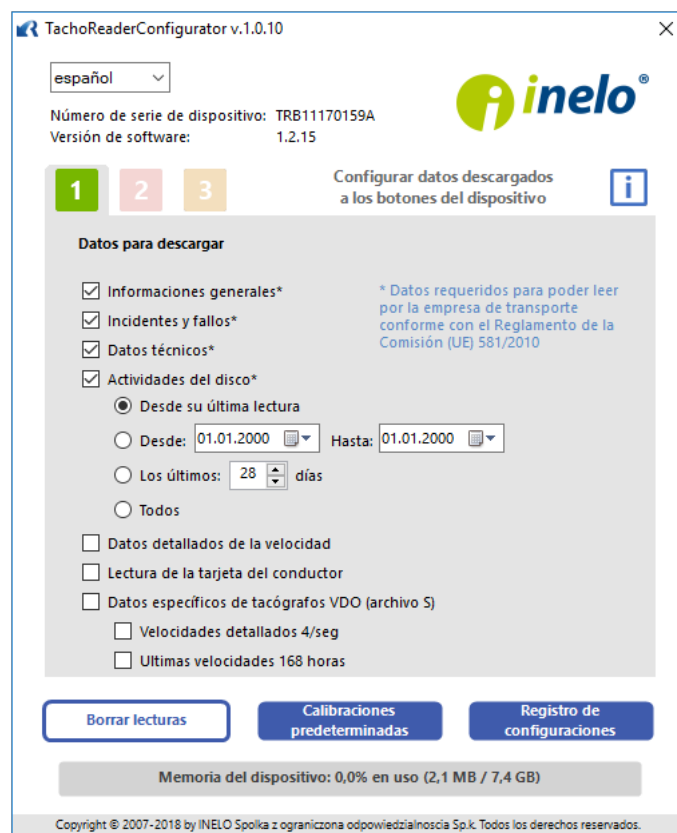 TachoReaderConfigurator v.1.0.10
español
inelo®
Número de serie de dispositivo: TRB11170159A
Versión de software: 1.2.15
1 2 3
Configurar datos descargados
a los botones del dispositivo
i
Datos para descargar
Informaciones generales*
* Datos requeridos para poder leer
por la empresa de transporte
conforme con el Reglamento de la
Comisión (UE) 581/2010
Incidentes y fallos*
Datos técnicos*
Actividades del disco*
Desde su última lectura
Desde: 01.01.2000 Hasta: 01.01.2000
Los últimos: 28 días
Todos
Datos detallados de la velocidad
Lectura de la tarjeta del conductor
Datos específicos de tacógrafos VDO (archivo S)
Velocidades detallados 4/seg
Ultimas velocidades 168 horas
Borrar lecturas
Calibraciones
predeterminadas
Registro de
configuraciones
Memoria del dispositivo: 0,0% en uso (2,1 MB / 7,4 GB)
Copyright © 2007-2018 by INELO Spolka z ograniczona odpowiedzialnoscia Sp.k. Todos los derechos reservados.